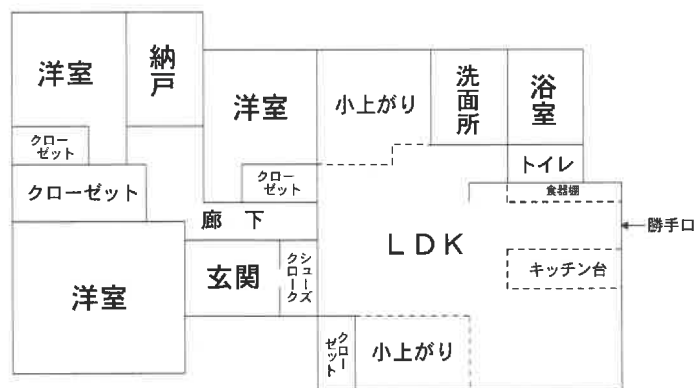 洋室
納戸
洋室
小上がり
洗面所
浴室
クロー
ゼット
トイレ
クローゼット
クロー
ゼット
食器棚
廊 下
LDK
勝手口
玄関
シューズ
クローク
キッチン台
洋室
クロー
ゼット
小上がり